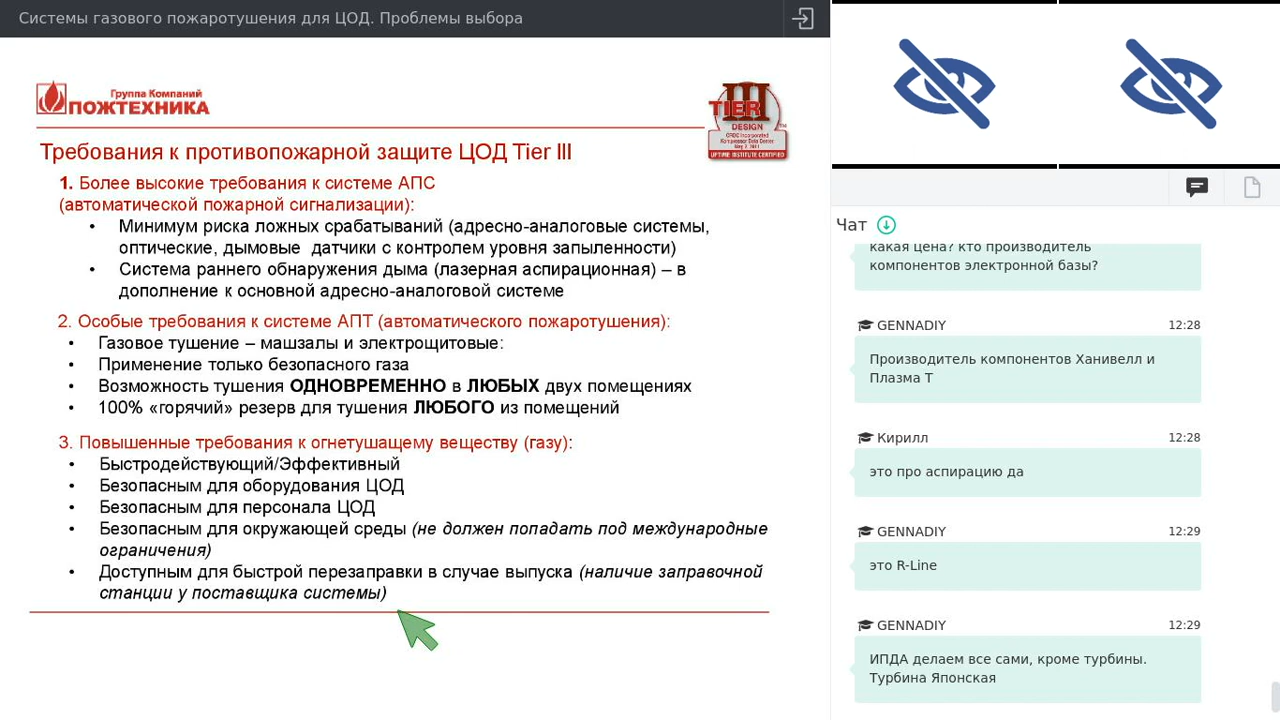 Системы газового пожаротушения для ЦОД. Проблемы выбора
Группа Компаний
ПОЖТЕХНИКА
III
TIER
DESIGN
UPTIME INSTITUTE CERTIFIED
Требования к противопожарной защите ЦОД Tier III
1. Более высокие требования к системе АПС
(автоматической пожарной сигнализации):
• Минимум риска ложных срабатываний (адресно-аналоговые системы,
оптические, дымовые датчики с контролем уровня запыленности)
• Система раннего обнаружения дыма (лазерная аспирационная) – в
дополнение к основной адресно-аналоговой системе
2. Особые требования к системе АПТ (автоматического пожаротушения):
• Газовое тушение – машзалы и электрощитовые:
• Применение только безопасного газа
• Возможность тушения ОДНОВРЕМЕННО в ЛЮБЫХ двух помещениях
• 100% «горячий» резерв для тушения ЛЮБОГО из помещений
3. Повышенные требования к огнетушащему веществу (газу):
• Быстродействующий/Эффективный
• Безопасным для оборудования ЦОД
• Безопасным для персонала ЦОД
• Безопасным для окружающей среды (не должен попадать под международные
ограничения)
• Доступным для быстрой перезаправки в случае выпуска (наличие заправочной
станции у поставщика системы)
Чат
какая цена? кто производитель
компонентов электронной базы?
GENNADIY 12:28
Производитель компонентов Ханивелл и
Плазма Т
Кирилл 12:28
это про аспирацию да
GENNADIY 12:29
это R-Line
GENNADIY 12:29
ИПДА делаем все сами, кроме турбины.
Турбина Японская